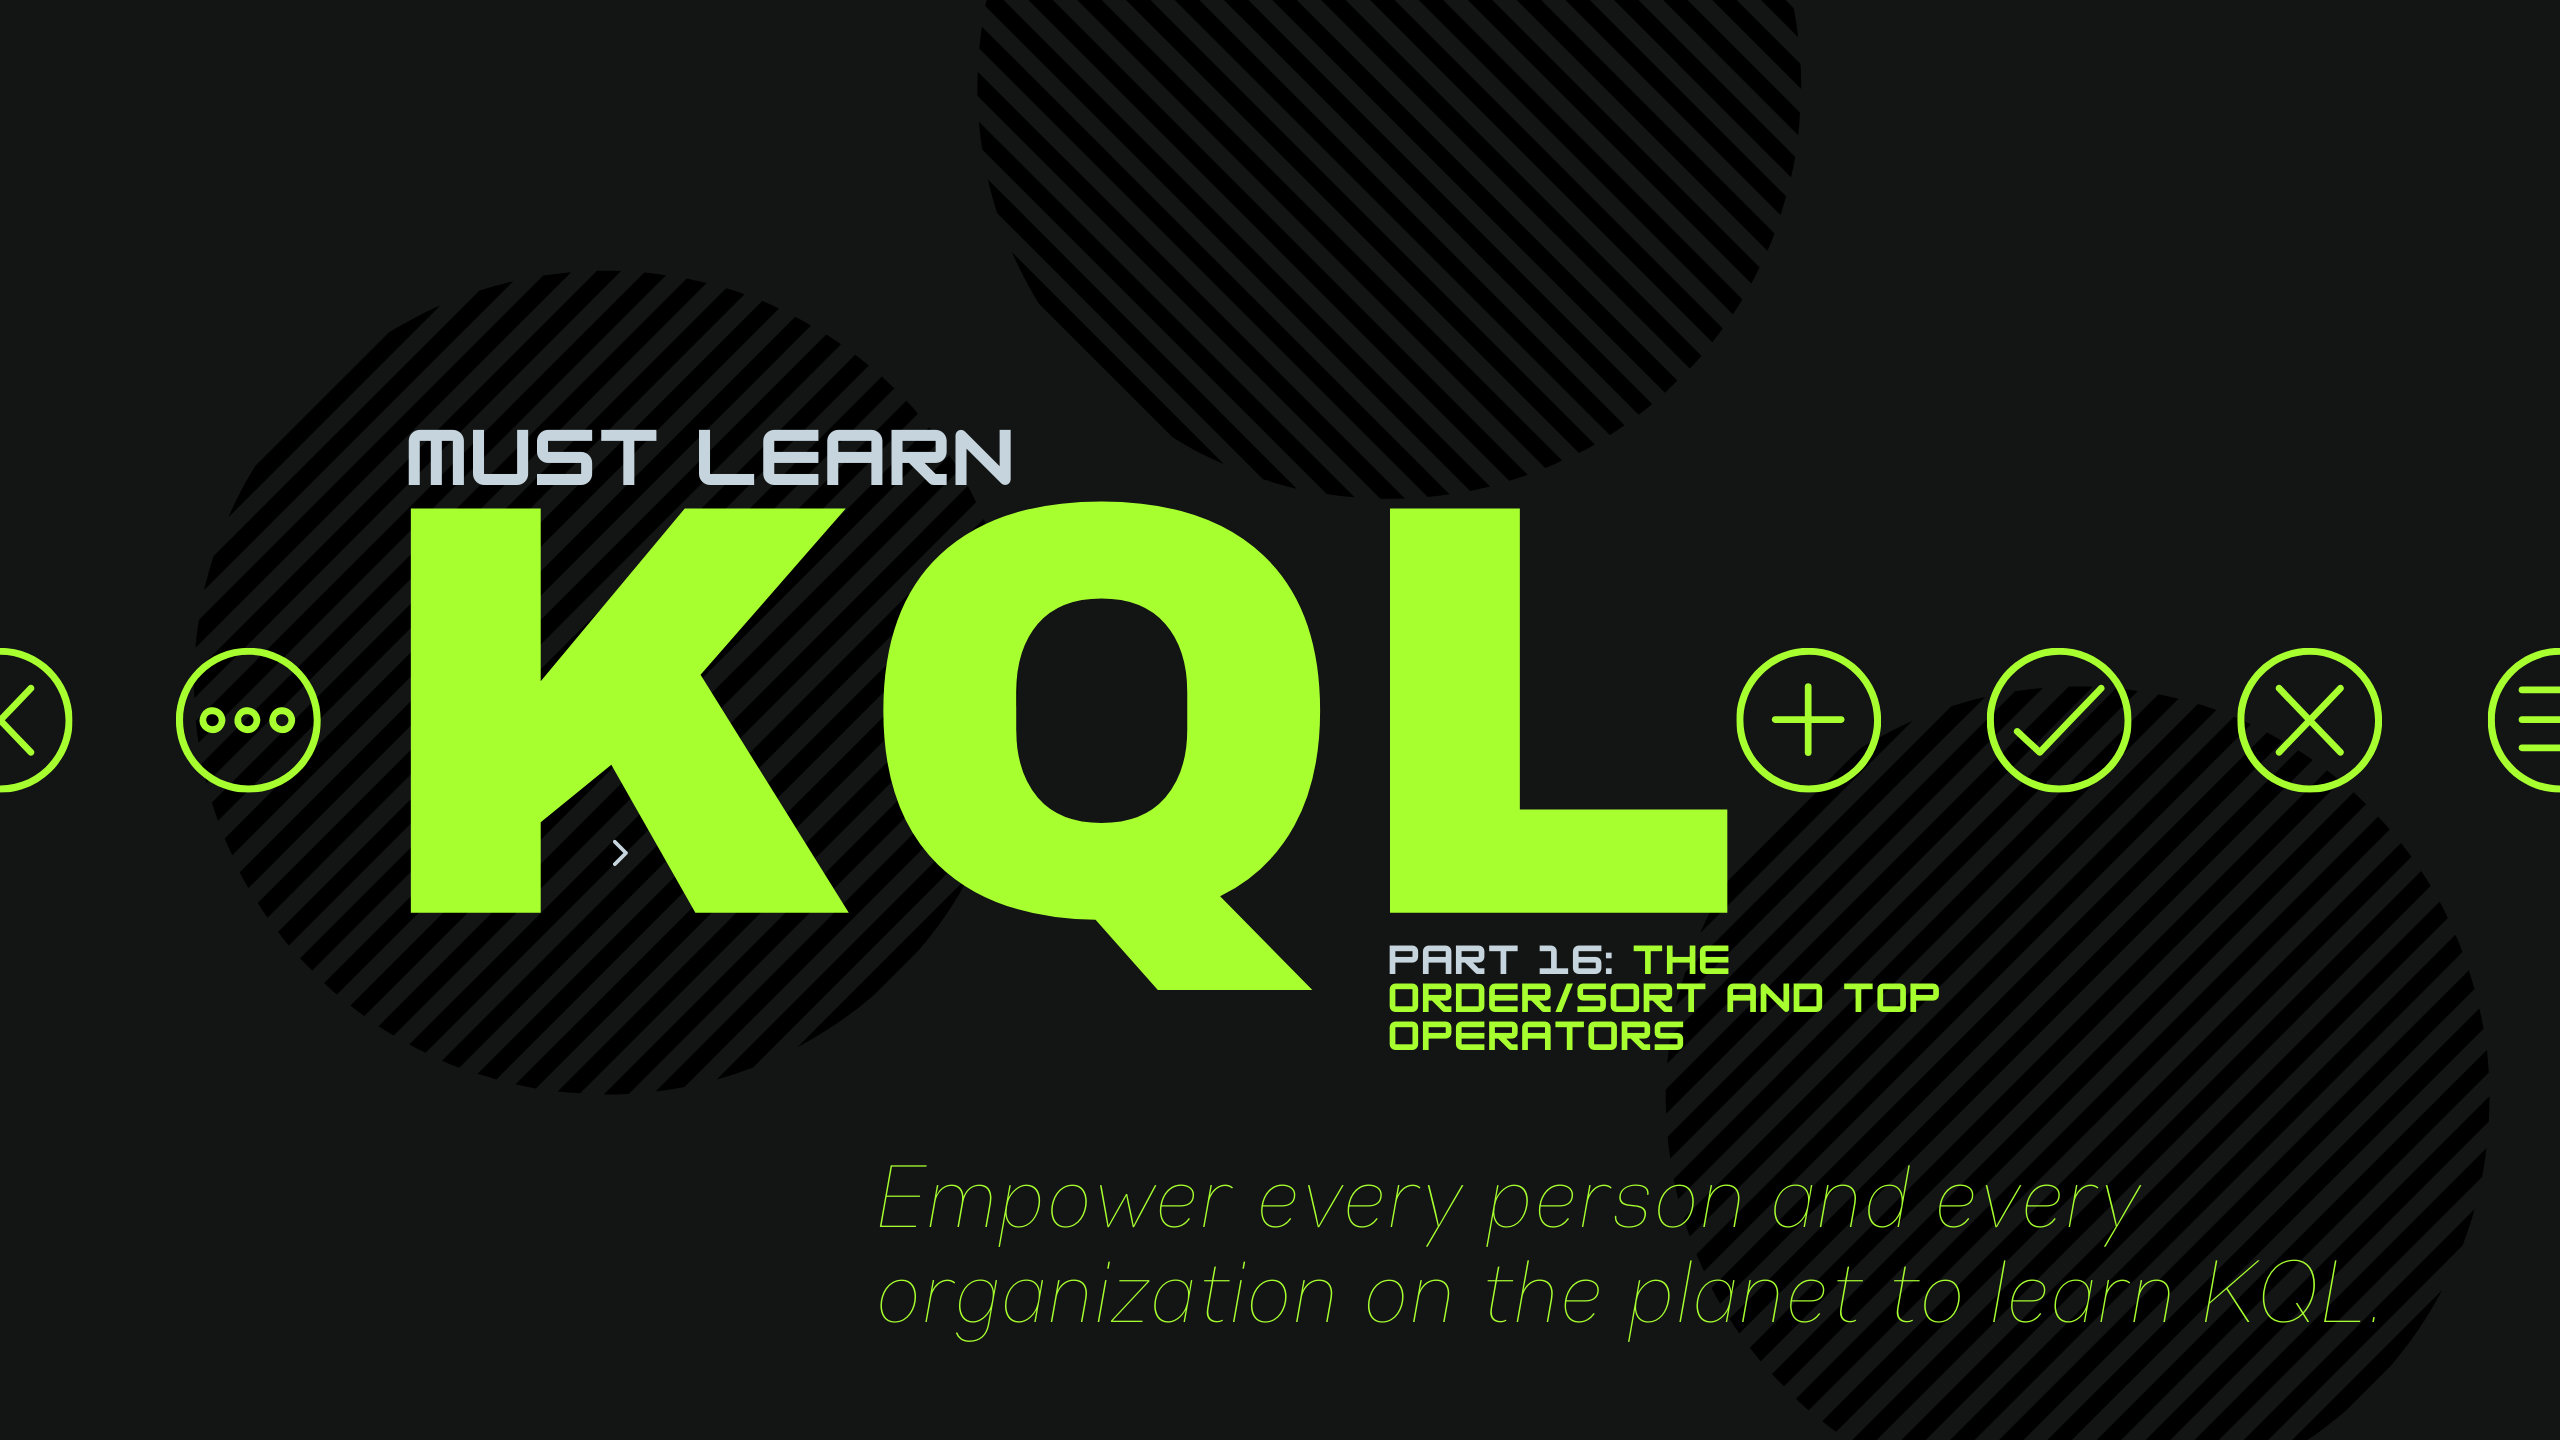 MUST LEARN
KQL
PART 16: THE
ORDER/SORT AND TOP
OPERATORS
Empower every person and every
organization on the planet to learn KQL.